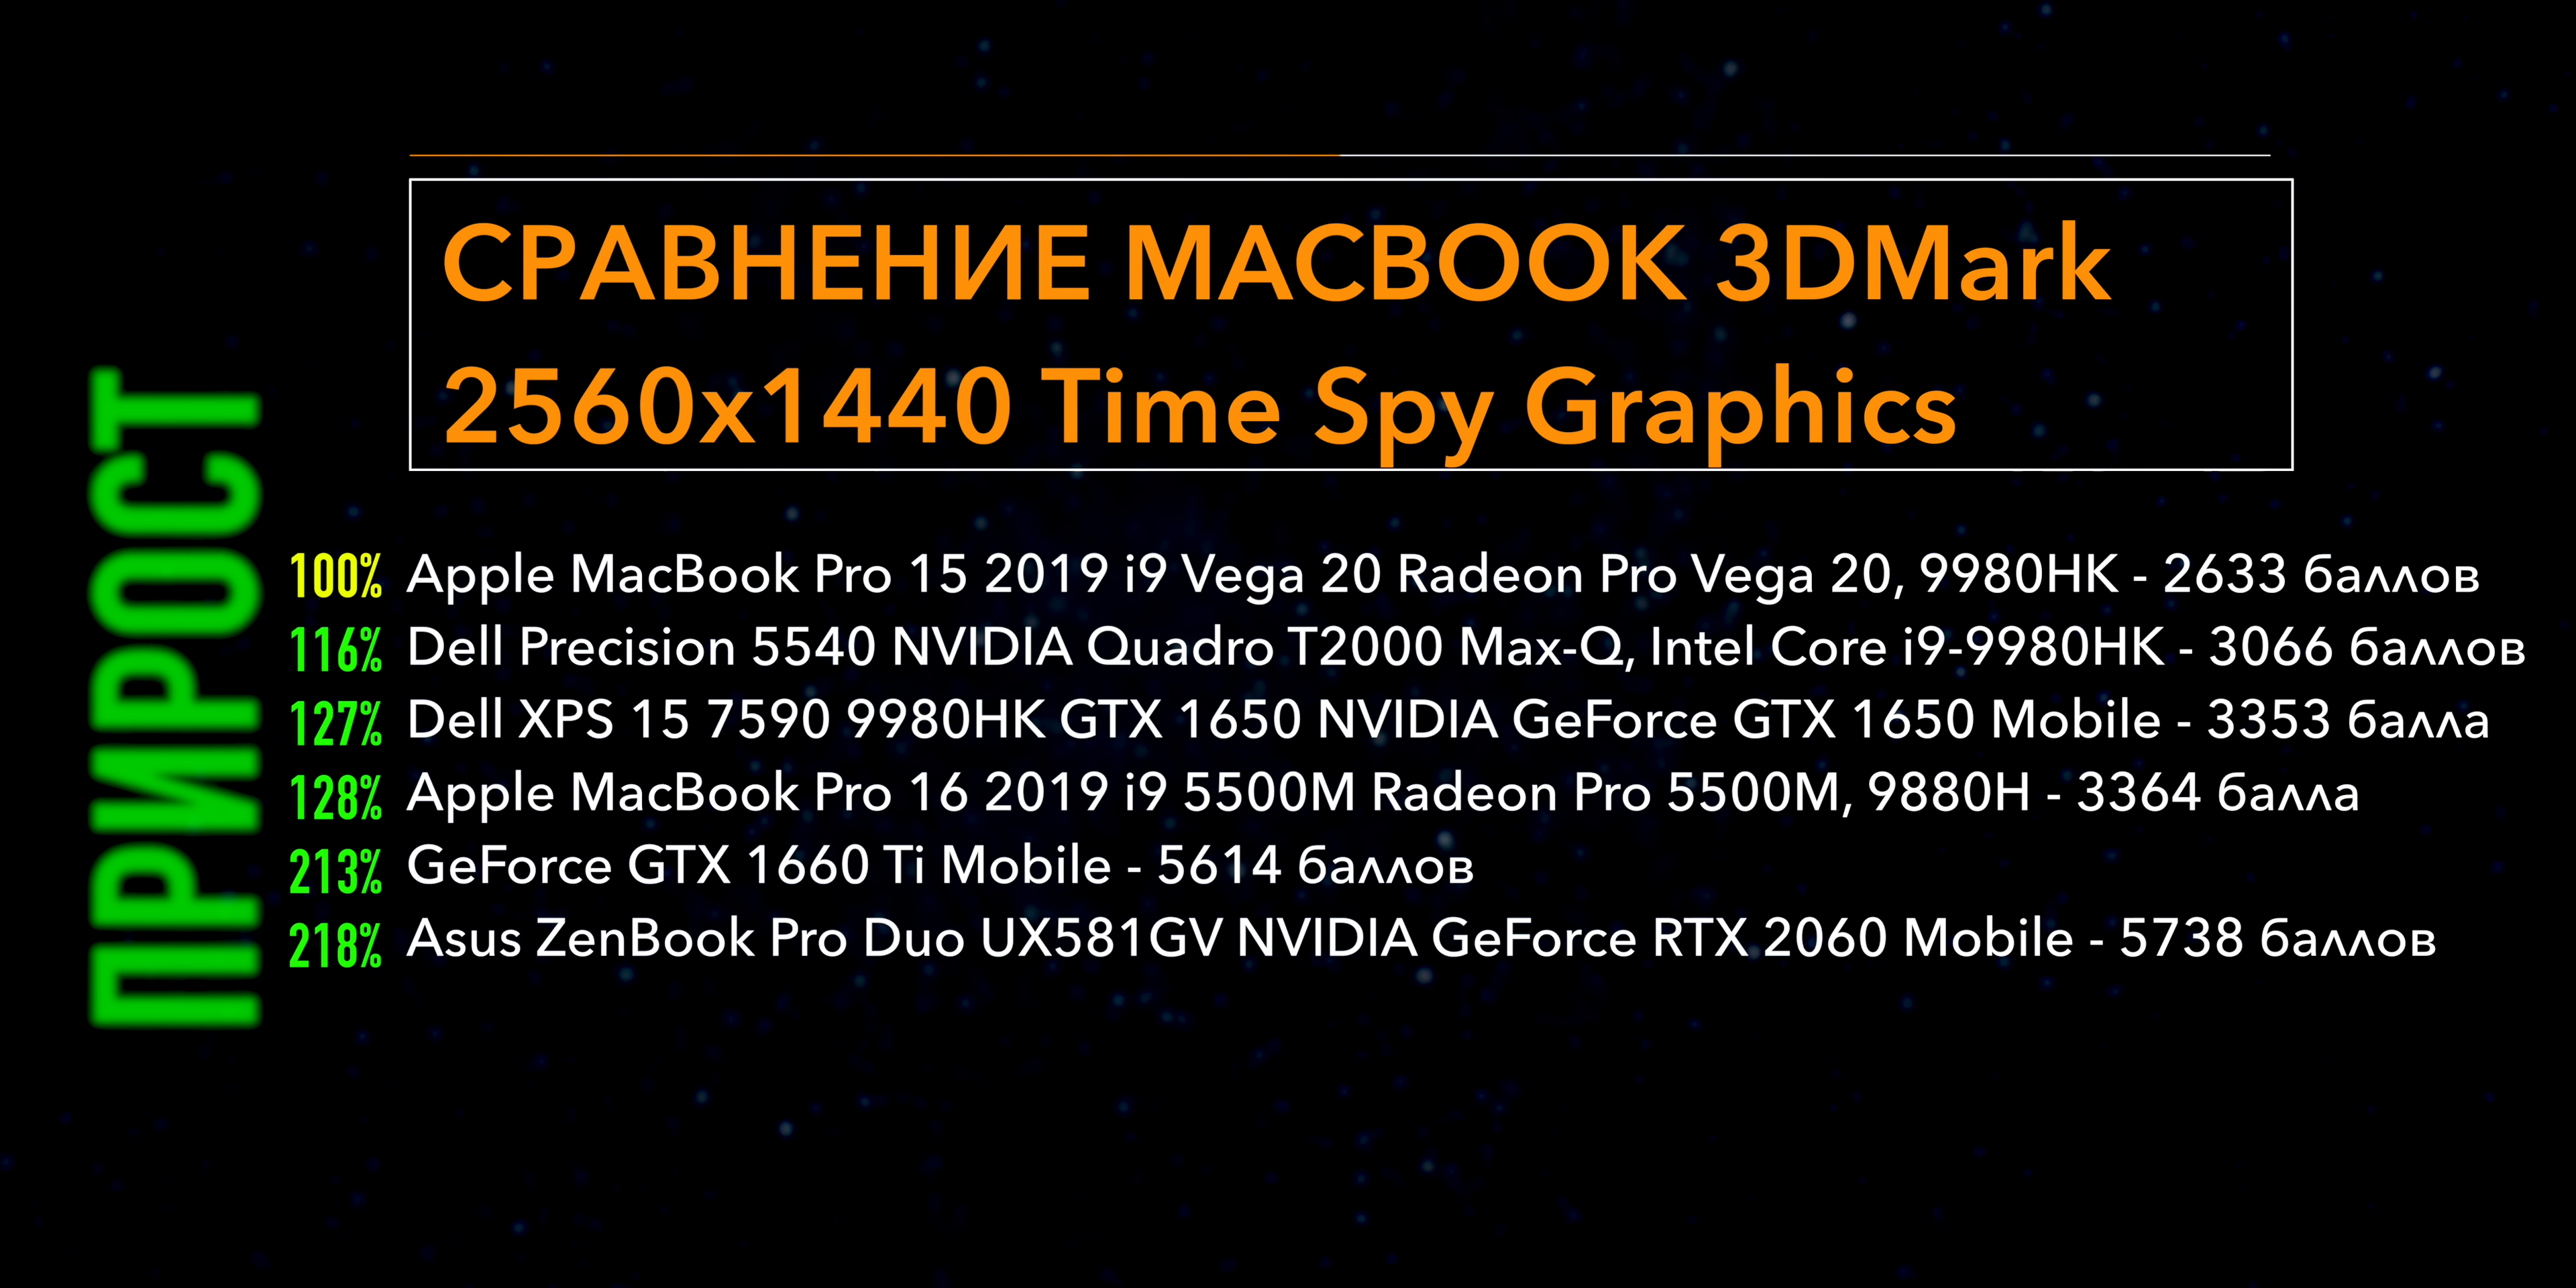 СРАВНЕНИЕ MACBOOK 3DMark
2560x1440 Time Spy Graphics
ПРИРОСТ
100% Apple MacBook Pro 15 2019 i9 Vega 20 Radeon Pro Vega 20, 9980HK - 2633 баллов
116% Dell Precision 5540 NVIDIA Quadro T2000 Max-Q, Intel Core i9-9980HK - 3066 баллов
127% Dell XPS 15 7590 9980HK GTX 1650 NVIDIA GeForce GTX 1650 Mobile - 3353 балла
128% Apple MacBook Pro 16 2019 i9 5500M Radeon Pro 5500M, 9880H - 3364 балла
213% GeForce GTX 1660 Ti Mobile - 5614 баллов
218% Asus ZenBook Pro Duo UX581GV NVIDIA GeForce RTX 2060 Mobile - 5738 баллов